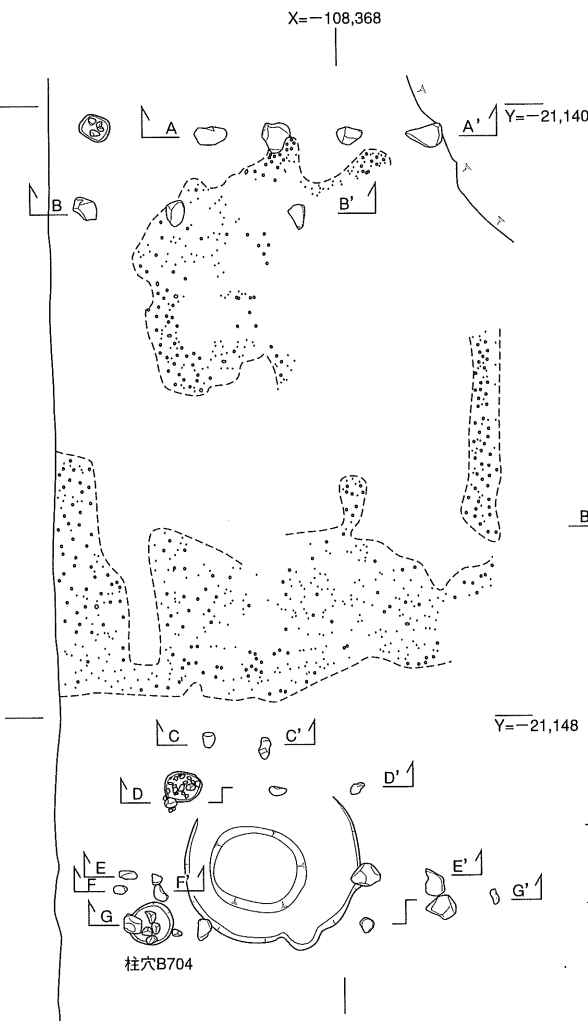 X=−108,368
A
A'
Y=−21,140
B
B'
B
Y=−21,148
C
C'
D
D'
E
E'
F
F'
G
G'
柱穴B704